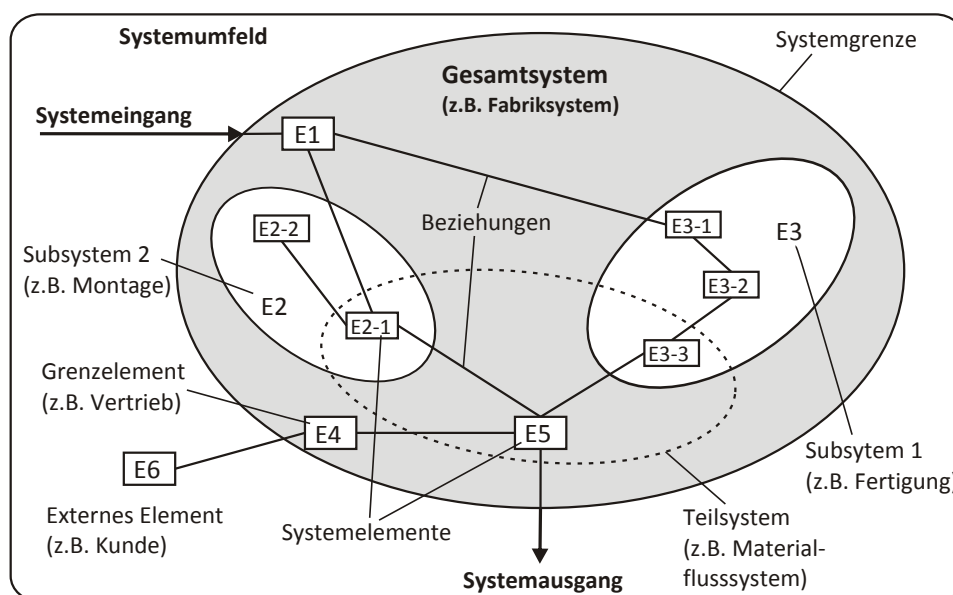 Systemumfeld
Systemgrenze
Gesamtsystem
(z.B. Fabriksystem)
Systemeingang
E1
Beziehungen
E2-2
E3-1
E3
Subsystem 2
(z.B. Montage)
E3-2
E2
E2-1
E3-3
Grenzelement
(z.B. Vertrieb)
E4
E5
E6
Subsytem 1
(z.B. Fertigung)
Externes Element
(z.B. Kunde)
Systemelemente
Teilsystem
(z.B. Material-
flusssystem)
Systemausgang